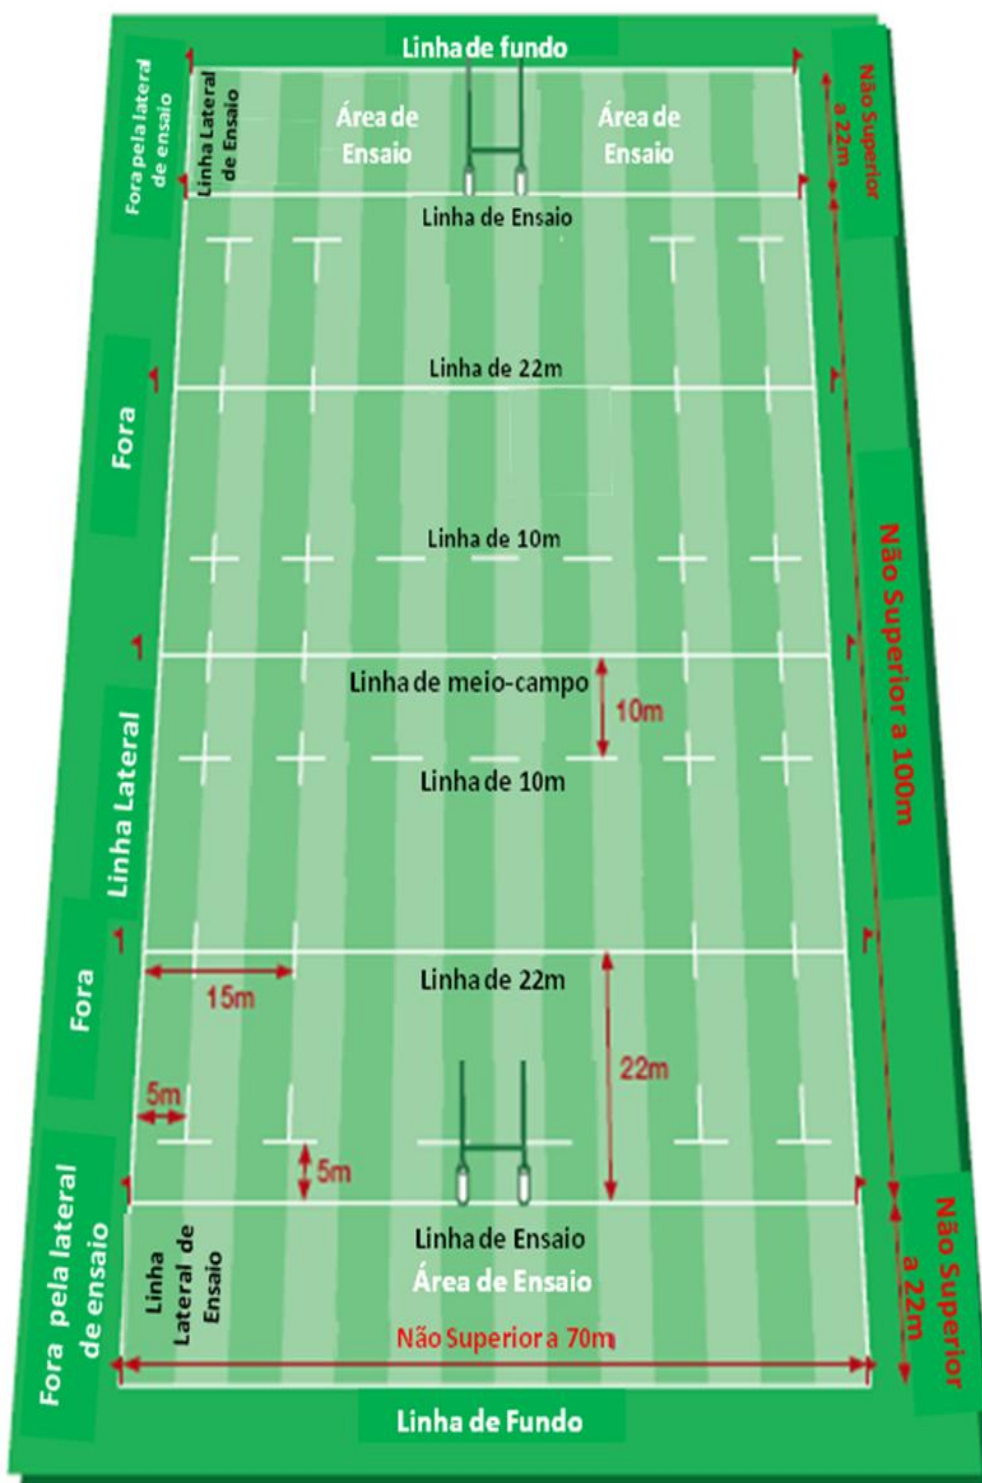 Linha de fundo
Fora pela lateral
de ensaio
Linha Lateral
de Ensaio
Área de
Ensaio
Área de
Ensaio
Não Superior
a 22m
Linha de Ensaio
Linha de 22m
Fora
Linha de 10m
Não Superior a 100m
Linha de meio-campo
10m
Linha Lateral
Linha de 10m
Fora
Linha de 22m
15m
22m
5m
5m
Fora pela lateral
de ensaio
Linha
Lateral de
Ensaio
Linha de Ensaio
Área de Ensaio
Não Superior a 70m
Não Superior
a 22m
Linha de Fundo